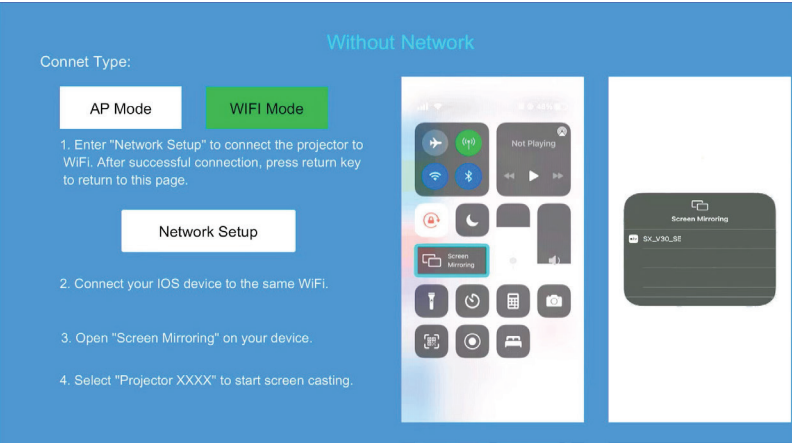 Without Network
Connet Type:
AP Mode
WIFI Mode
1. Enter "Network Setup" to connect the projector to
WiFi. After successful connection, press return key
to return to this page.
Network Setup
2. Connect your IOS device to the same WiFi.
3. Open "Screen Mirroring" on your device.
4. Select "Projector XXXX" to start screen casting.
Not Playing
Screen
Mirroring
Screen Mirroring